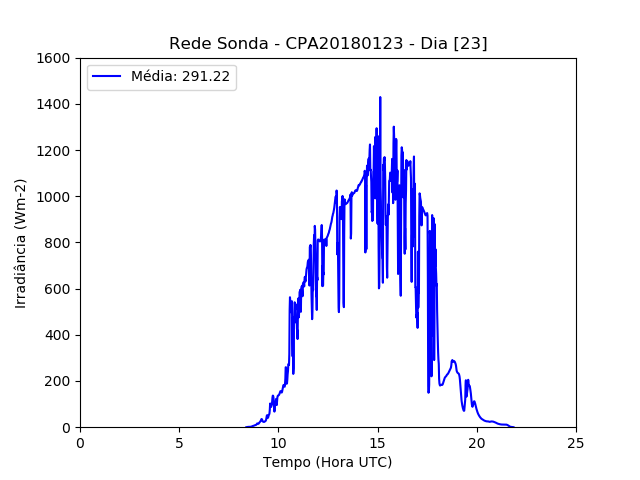 Rede Sonda - CPA20180123 - Dia [23]
Média: 291.22
Irradiância (Wm-2)
1600
1400
1200
1000
800
600
400
200
0
0 5 10 15 20 25
Tempo (Hora UTC)